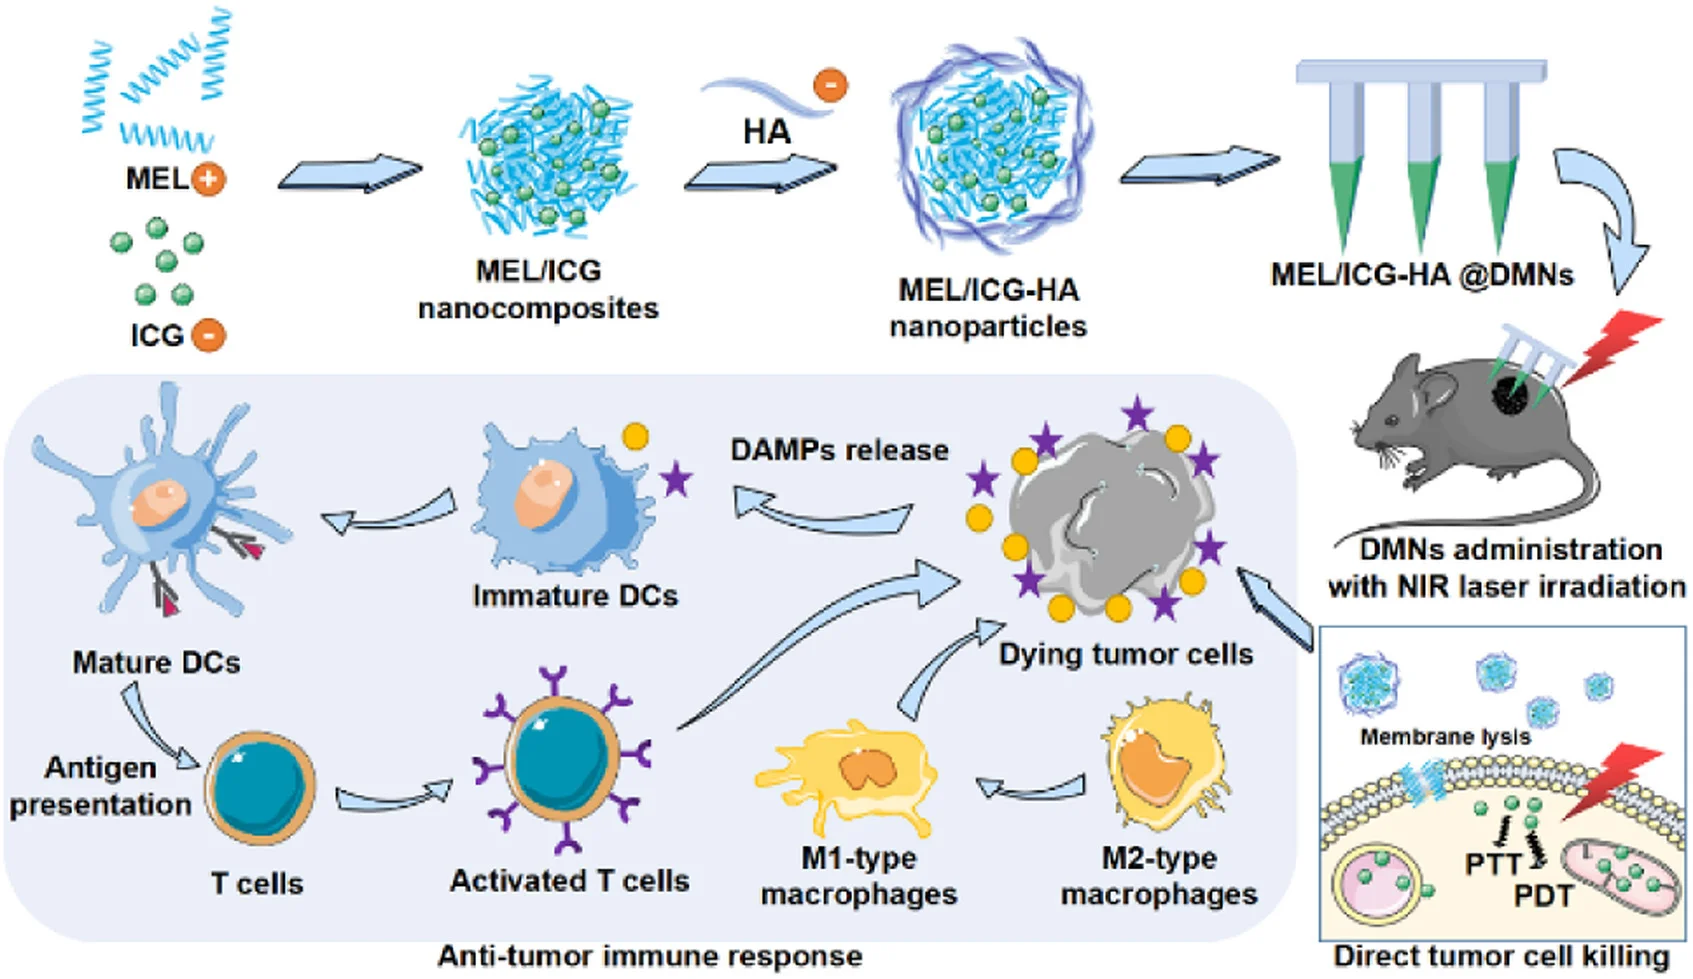 MEL +
ICG -
MEL/ICG
nanocomposites
-
HA
MEL/ICG-HA
nanoparticles
MEL/ICG-HA @DMNs
DMNs administration
with NIR laser irradiation
DAMPs release
Immature DCs
Mature DCs
Dying tumor cells
Antigen
presentation
T cells
Activated T cells
M1-type
macrophages
M2-type
macrophages
Anti-tumor immune response
Membrane lysis
PTT
PDT
Direct tumor cell killing